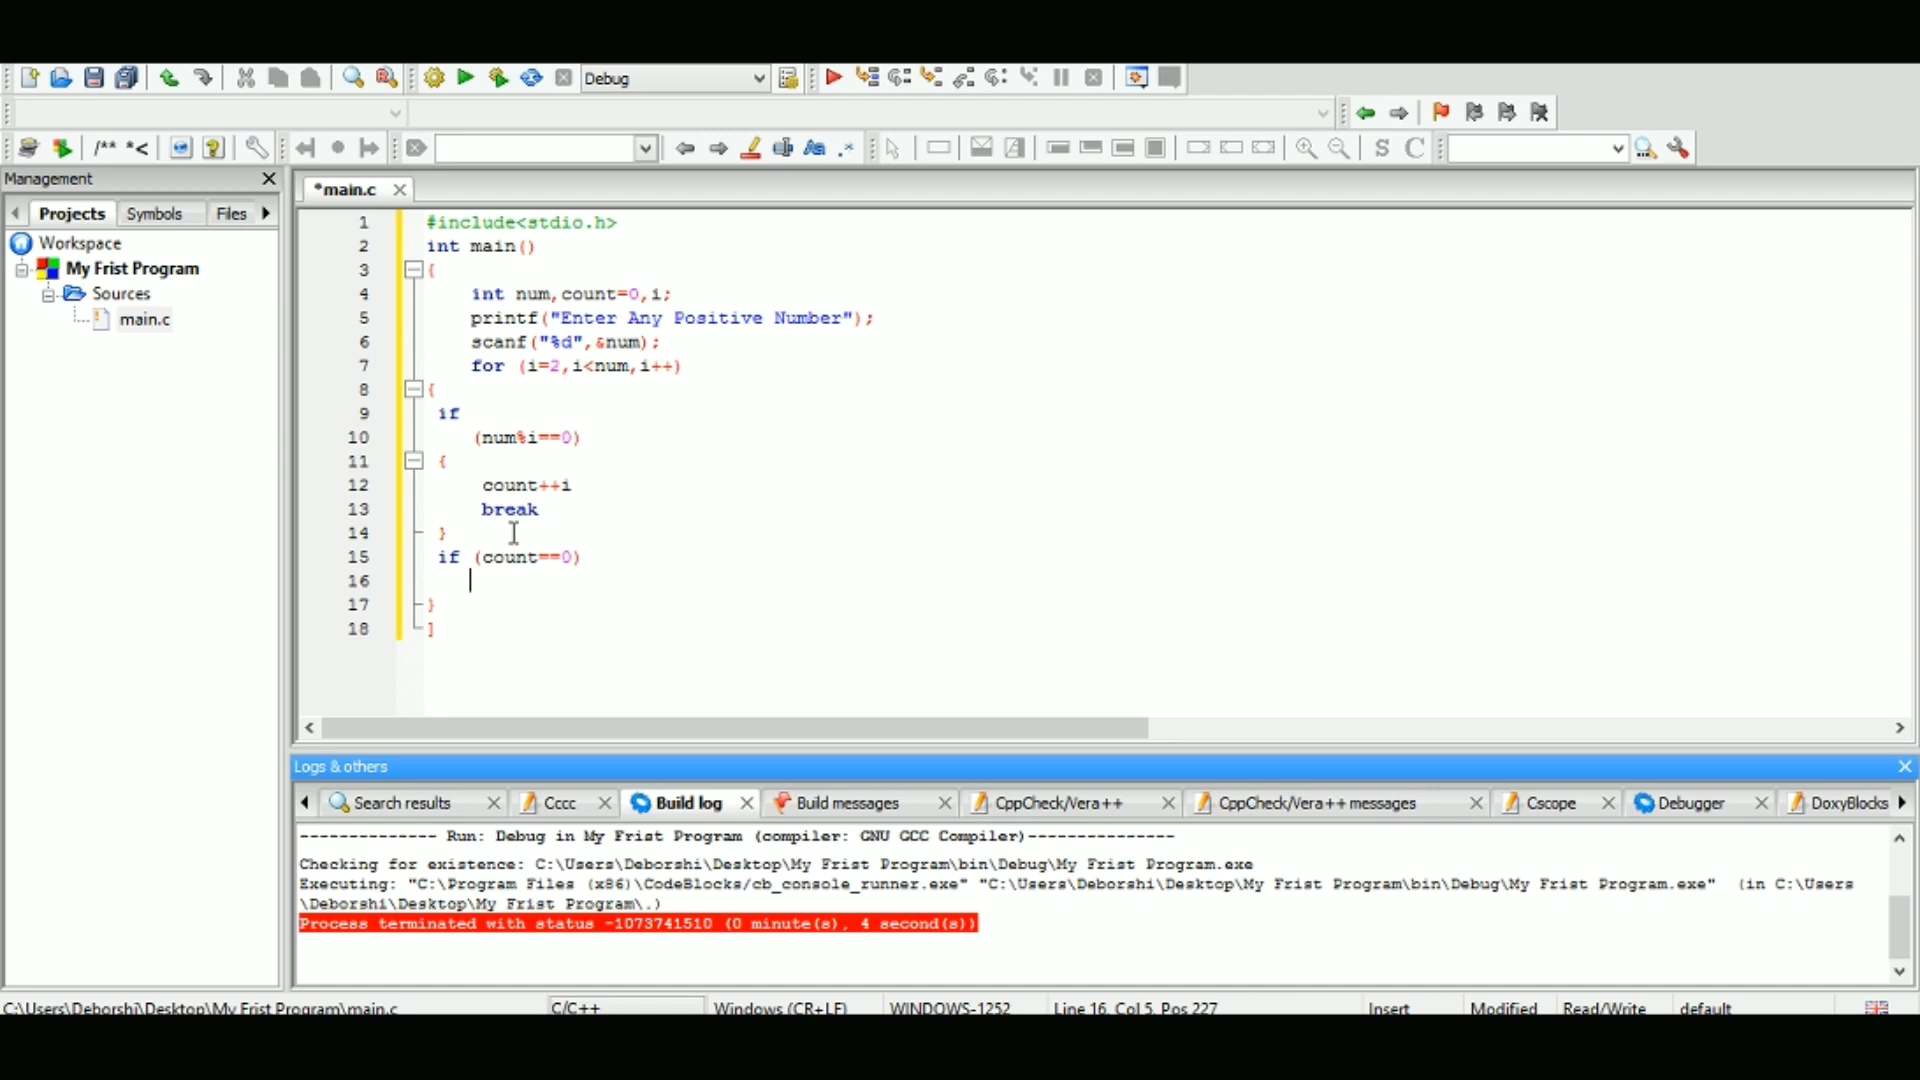 Debug
/** *<
Aa .*
S C
Management
Projects Symbols Files
Workspace
My Frist Program
Sources
main.c
*main.c
1 #include<stdio.h>
2 int main()
3 {
4 int num,count=0,i;
5 printf("Enter Any Positive Number");
6 scanf("%d",&num);
7 for (i=2,i<num,i++)
8 {
9 if
10 (num%i==0)
11 {
12 count++i
13 break
14 }
15 if (count==0)
16
17 }
18 ]
Logs & others
Search results Cccc Build log Build messages CppCheck/Vera++ CppCheck/Vera++ messages Cscope Debugger DoxyBlocks
-------------- Run: Debug in My Frist Program (compiler: GNU GCC Compiler)---------------
Checking for existence: C:\Users\Deborshi\Desktop\My Frist Program\bin\Debug\My Frist Program.exe
Executing: "C:\Program Files (x86)\CodeBlocks/cb_console_runner.exe" "C:\Users\Deborshi\Desktop\My Frist Program\bin\Debug\My Frist Program.exe"  (in C:\Users
\Deborshi\Desktop\My Frist Program\.)
Process terminated with status -1073741510 (0 minute(s), 4 second(s))
C:\Users\Deborshi\Desktop\My Frist Program\main.c C/C++ Windows (CR+LF) WINDOWS-1252 Line 16, Col 5, Pos 227 Insert Modified Read/Write default